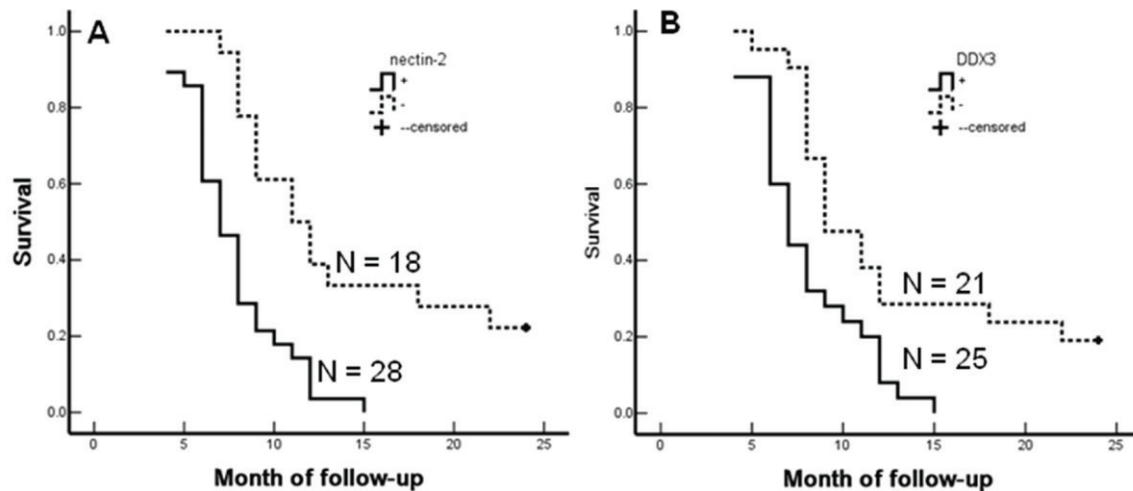 A
nectin-2
+
-
+ --censored
1.0
0.8
0.6
0.4
0.2
0.0
Survival
N = 18
N = 28
0 5 10 15 20 25
Month of follow-up
B
DDX3
+
-
+ --censored
1.0
0.8
0.6
0.4
0.2
0.0
Survival
N = 21
N = 25
0 5 10 15 20 25
Month of follow-up